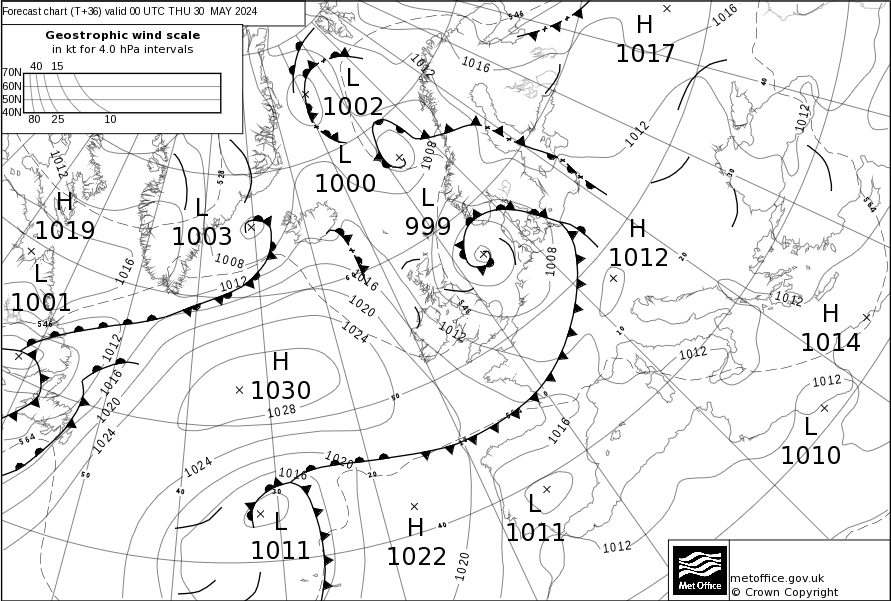 Forecast chart (T+36) valid 00 UTC THU 30 MAY 2024
Geostrophic wind scale
in kt for 4.0 hPa intervals
40 15
70N
60N
50N
40N
80 25 10
546
H
1017
1016
1012
1016
L
1002
40
1012
1012
1008
L
1000
1012
528
30
H
1019
L
1003
L
999
564
H
1012
1008
1008
20
1016
L
1001
1012
60
1016
1020
1024
546
1012
1012
H
1014
546
1012
10
1012
H
1030
1028
1016
1020
1024
50
1012
0
1016
L
1010
564
1024
1020
1016
20
50
40
30
L
1011
H
1022
40
L
1011
1012
1020
Met Office
metoffice.gov.uk
© Crown Copyright